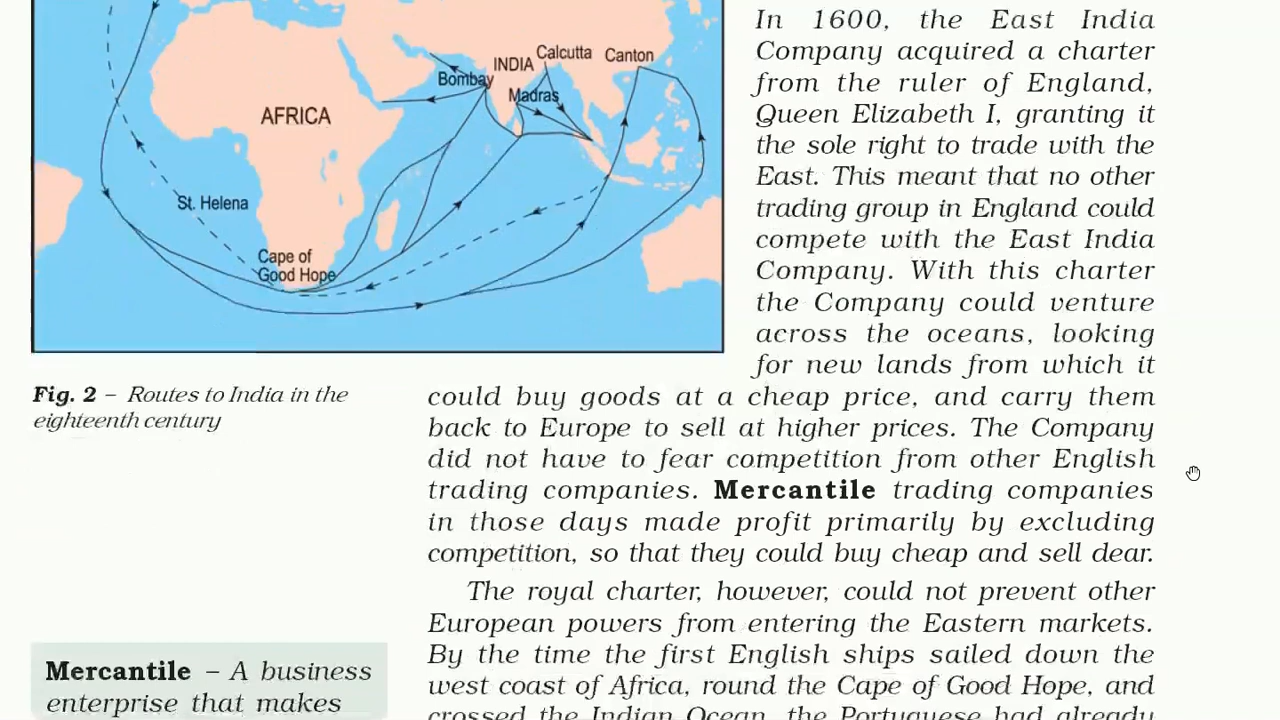 AFRICA
St. Helena
Cape of
Good Hope
Bombay
INDIA
Calcutta
Canton
Madras
Fig. 2 – Routes to India in the
eighteenth century
In 1600, the East India
Company acquired a charter
from the ruler of England,
Queen Elizabeth I, granting it
the sole right to trade with the
East. This meant that no other
trading group in England could
compete with the East India
Company. With this charter
the Company could venture
across the oceans, looking
for new lands from which it
could buy goods at a cheap price, and carry them
back to Europe to sell at higher prices. The Company
did not have to fear competition from other English
trading companies. Mercantile trading companies
in those days made profit primarily by excluding
competition, so that they could buy cheap and sell dear.
The royal charter, however, could not prevent other
European powers from entering the Eastern markets.
By the time the first English ships sailed down the
west coast of Africa, round the Cape of Good Hope, and
crossed the Indian Ocean, the Portuguese had already
Mercantile – A business
enterprise that makes